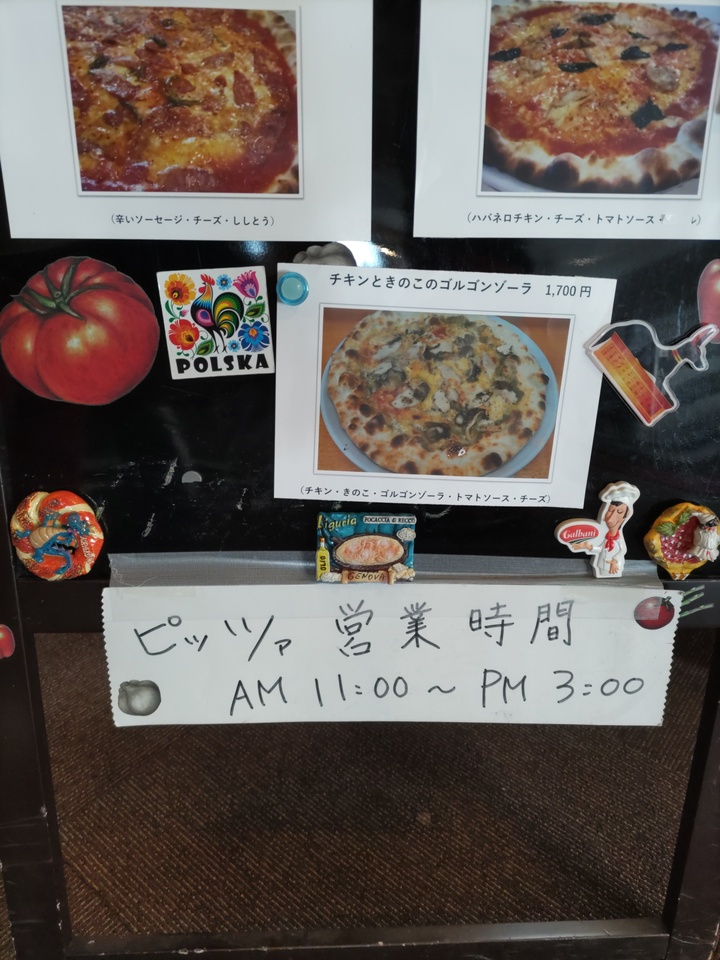 (辛いソーセージ・チーズ・ししとう)
(ハバネロチキン・チーズ・トマトソース
チキンときのこのゴルゴンゾーラ 1,700円
POLSKA
(チキン・きのこ・ゴルゴンゾーラ・トマトソース・チーズ)
Liguria
FOCACCIA di RECCO
OLIO
GENOVA
Galbani
ピッツァ 営業時間
AM 11:00 ~ PM 3:00